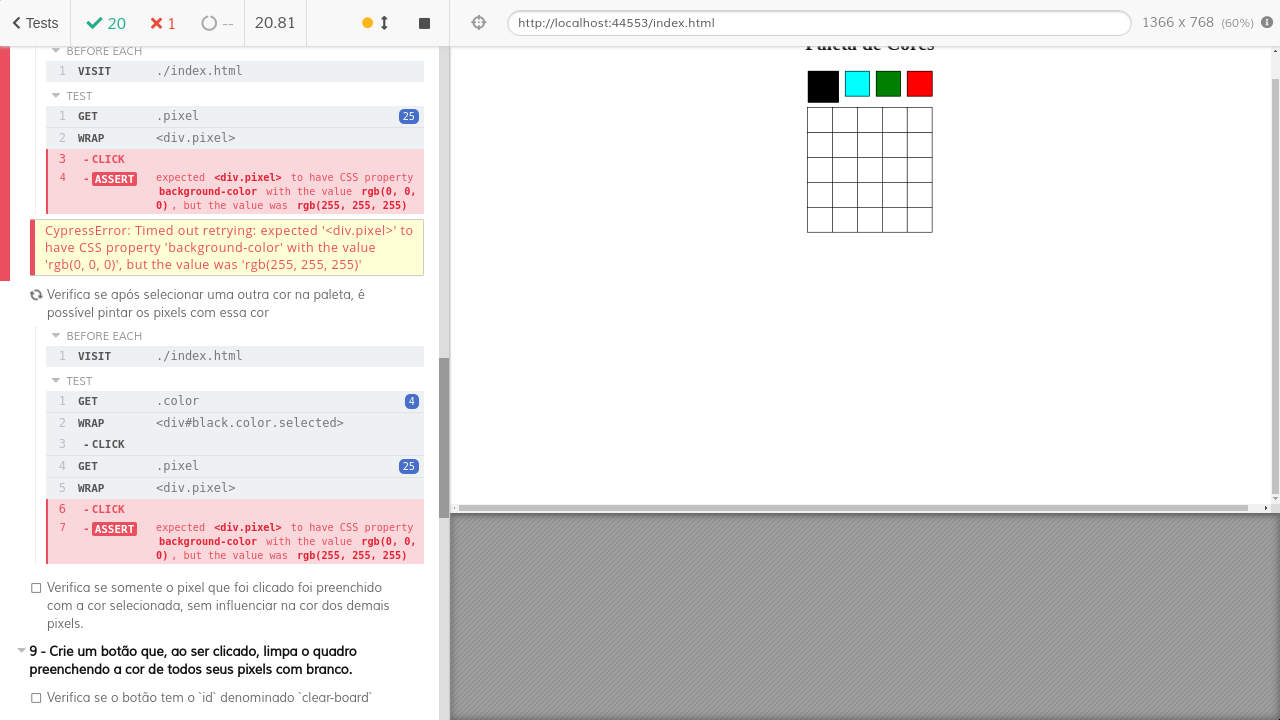 Tests 20 1 -- 20.81 http://localhost:44553/index.html 1366 x 768 (60%)
BEFORE EACH
1 VISIT ./index.html
TEST
1 GET .pixel 25
2 WRAP <div.pixel>
3 - CLICK
4 - ASSERT expected <div.pixel> to have CSS property
background-color with the value rgb(0, 0,
0) , but the value was rgb(255, 255, 255)
CypressError: Timed out retrying: expected '<div.pixel>' to
have CSS property 'background-color' with the value
'rgb(0, 0, 0)', but the value was 'rgb(255, 255, 255)'
Verifica se após selecionar uma outra cor na paleta, é
possível pintar os pixels com essa cor
BEFORE EACH
1 VISIT ./index.html
TEST
1 GET .color 4
2 WRAP <div#black.color.selected>
3 - CLICK
4 GET .pixel 25
5 WRAP <div.pixel>
6 - CLICK
7 - ASSERT expected <div.pixel> to have CSS property
background-color with the value rgb(0, 0,
0) , but the value was rgb(255, 255, 255)
Verifica se somente o pixel que foi clicado foi preenchido
com a cor selecionada, sem influenciar na cor dos demais
pixels.
9 - Crie um botão que, ao ser clicado, limpa o quadro
preenchendo a cor de todos seus pixels com branco.
Verifica se o botão tem o `id` denominado `clear-board`
Paleta de Cores